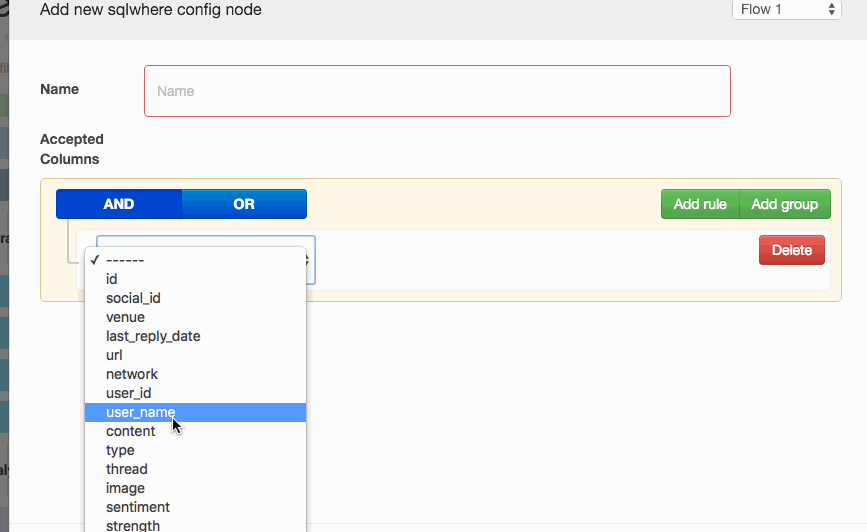 Add new sqlwhere config node
Flow 1
Name
Name
Accepted
Columns
AND OR
Add rule Add group
Delete
✓ ------
id
social_id
venue
last_reply_date
url
network
user_id
user_name
content
type
thread
image
sentiment
strength